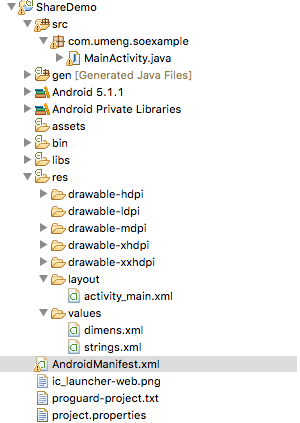 ShareDemo
src
com.umeng.soexample
MainActivity.java
gen [Generated Java Files]
Android 5.1.1
Android Private Libraries
assets
bin
libs
res
drawable-hdpi
drawable-ldpi
drawable-mdpi
drawable-xhdpi
drawable-xxhdpi
layout
activity_main.xml
values
dimens.xml
strings.xml
AndroidManifest.xml
ic_launcher-web.png
proguard-project.txt
project.properties